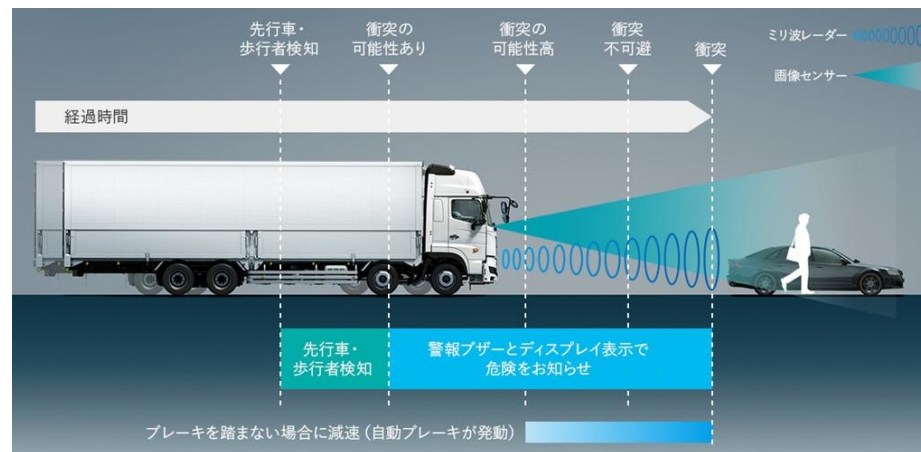 先行車・
歩行者検知
衝突の
可能性あり
衝突の
可能性高
衝突
不可避
衝突
ミリ波レーダー
画像センサー
経過時間
先行車・
歩行者検知
警報ブザーとディスプレイ表示で
危険をお知らせ
ブレーキを踏まない場合に減速（自動ブレーキが発動）